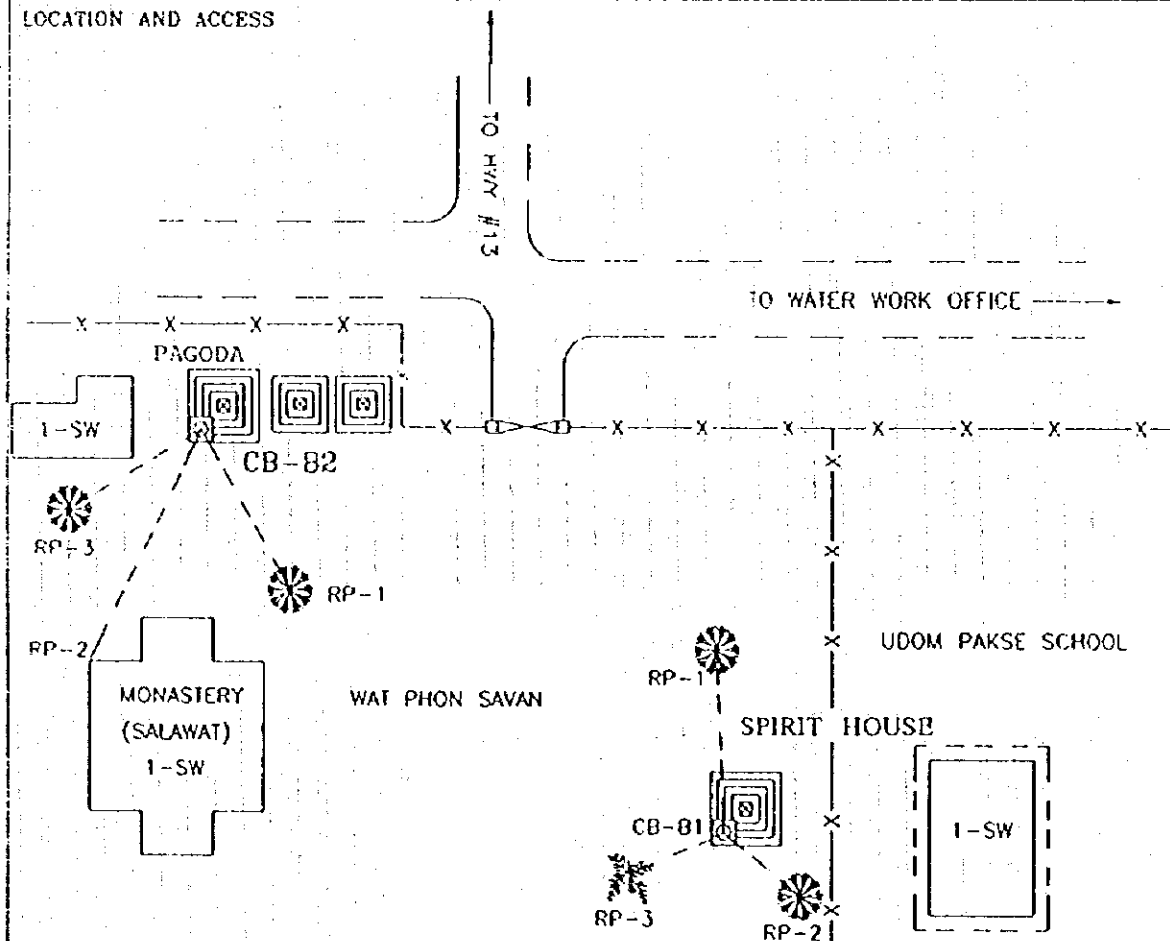 LOCATION AND ACCESS
TO HWY #13
TO WATER WORK OFFICE
PAGODA
1-SW
CB-82
RP-3
RP-1
RP-2
MONASTERY
(SALAWAT)
1-SW
WAT PHON SAVAN
UDOM PAKSE SCHOOL
RP-1
SPIRIT HOUSE
CB-81
1-SW
RP-3
RP-2